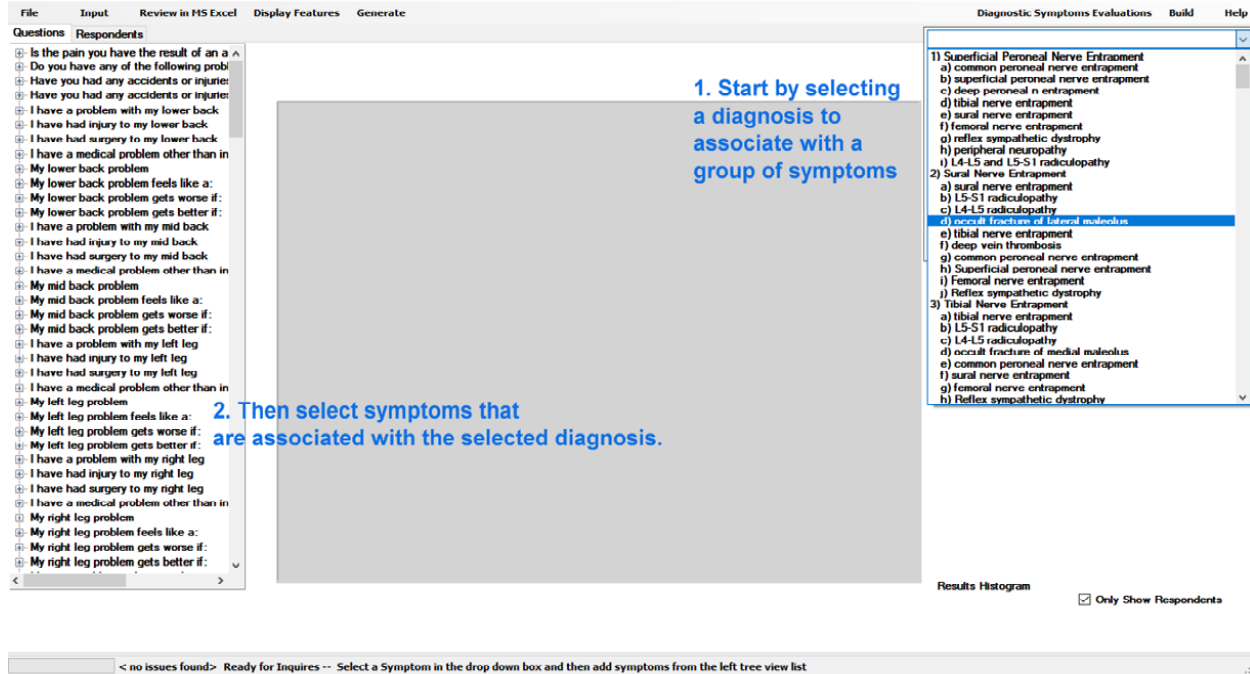 File Input Review in MS Excel Display Features Generate Diagnostic Symptoms Evaluations Build Help
Questions Respondents
Is the pain you have the result of an a
Do you have any of the following probl
Have you had any accidents or injuries
Have you had any accidents or injuries
I have a problem with my lower back
I have had injury to my lower back
I have had surgery to my lower back
I have a medical problem other than in
My lower back problem
My lower back problem feels like a:
My lower back problem gets worse if:
My lower back problem gets better if:
I have a problem with my mid back
I have had injury to my mid back
I have had surgery to my mid back
I have a medical problem other than in
My mid back problem
My mid back problem feels like a:
My mid back problem gets worse if:
My mid back problem gets better if:
I have a problem with my left leg
I have had injury to my left leg
I have had surgery to my left leg
I have a medical problem other than in
My left leg problem
My left leg problem feels like a:
My left leg problem gets worse if:
My left leg problem gets better if:
I have a problem with my right leg
I have had injury to my right leg
I have had surgery to my right leg
I have a medical problem other than in
My right leg problem
My right leg problem feels like a:
My right leg problem gets worse if:
My right leg problem gets better if:
1. Start by selecting
a diagnosis to
associate with a
group of symptoms
2. Then select symptoms that
are associated with the selected diagnosis.
1) Superficial Peroneal Nerve Entrapment
a) common peroneal nerve entrapment
b) superficial peroneal nerve entrapment
c) deep peroneal n entrapment
d) tibial nerve entrapment
e) sural nerve entrapment
f) femoral nerve entrapment
g) reflex sympathetic dystrophy
h) peripheral neuropathy
i) L4-L5 and L5-S1 radiculopathy
2) Sural Nerve Entrapment
a) sural nerve entrapment
b) L5-S1 radiculopathy
c) L4-L5 radiculopathy
d) occult fracture of lateral maleolus
e) tibial nerve entrapment
f) deep vein thrombosis
g) common peroneal nerve entrapment
h) Superficial peroneal nerve entrapment
i) Femoral nerve entrapment
j) Reflex sympathetic dystrophy
3) Tibial Nerve Entrapment
a) tibial nerve entrapment
b) L5-S1 radiculopathy
c) L4-L5 radiculopathy
d) occult fracture of medial maleolus
e) common peroneal nerve entrapment
f) sural nerve entrapment
g) femoral nerve entrapment
h) Reflex sympathetic dystrophy
Results Histogram
Only Show Respondents
< no issues found> Ready for Inquires -- Select a Symptom in the drop down box and then add symptoms from the left tree view list